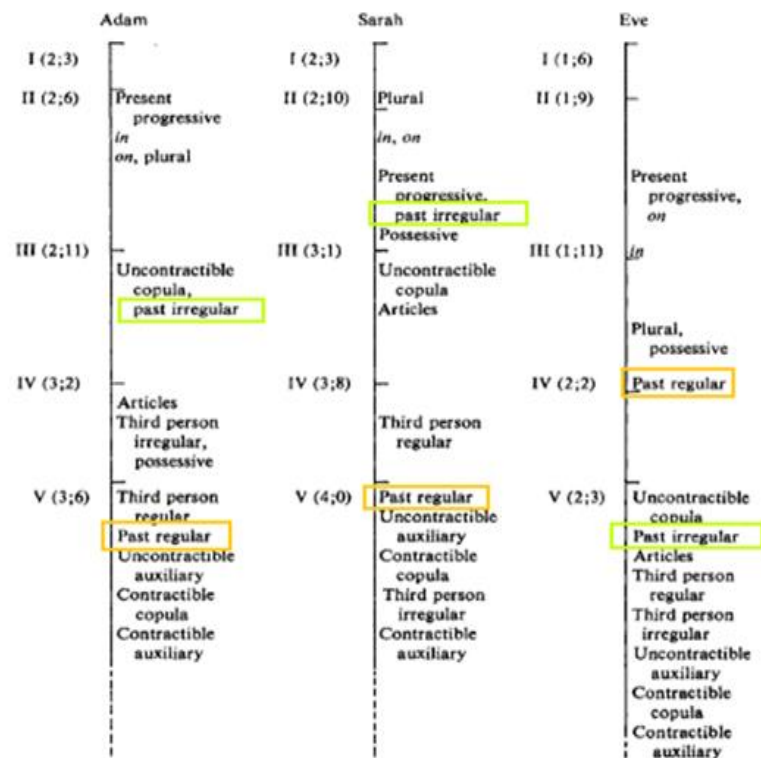 Adam
I (2;3)
II (2;6)
Present
progressive
in
on, plural
III (2;11)
Uncontractible
copula,
past irregular
IV (3;2)
Articles
Third person
irregular,
possessive
V (3;6)
Third person
regular
Past regular
Uncontractible
auxiliary
Contractible
copula
Contractible
auxiliary
Sarah
I (2;3)
II (2;10)
Plural
in, on
Present
progressive,
past irregular
Possessive
III (3;1)
Uncontractible
copula
Articles
IV (3;8)
Third person
regular
V (4;0)
Past regular
Uncontractible
auxiliary
Contractible
copula
Third person
irregular
Contractible
auxiliary
Eve
I (1;6)
II (1;9)
Present
progressive,
on
III (1;11)
in
Plural,
possessive
IV (2;2)
Past regular
V (2;3)
Uncontractible
copula
Past irregular
Articles
Third person
regular
Third person
irregular
Uncontractible
auxiliary
Contractible
copula
Contractible
auxiliary